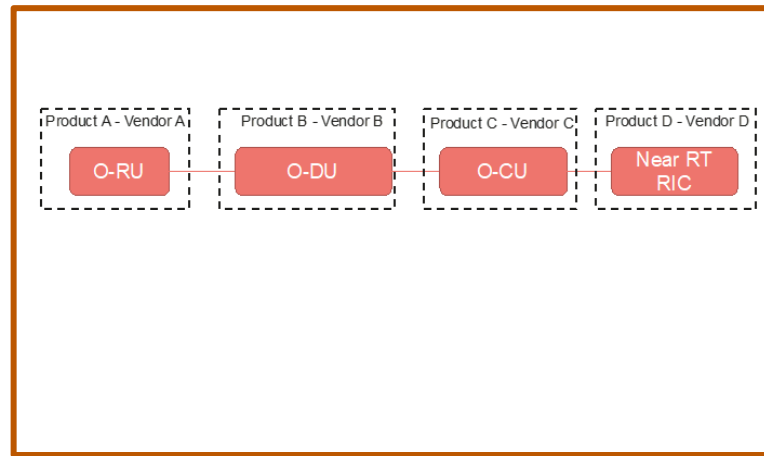 Product A - Vendor A
Product B - Vendor B
Product C - Vendor C
Product D - Vendor D
O-RU
O-DU
O-CU
Near RT
RIC